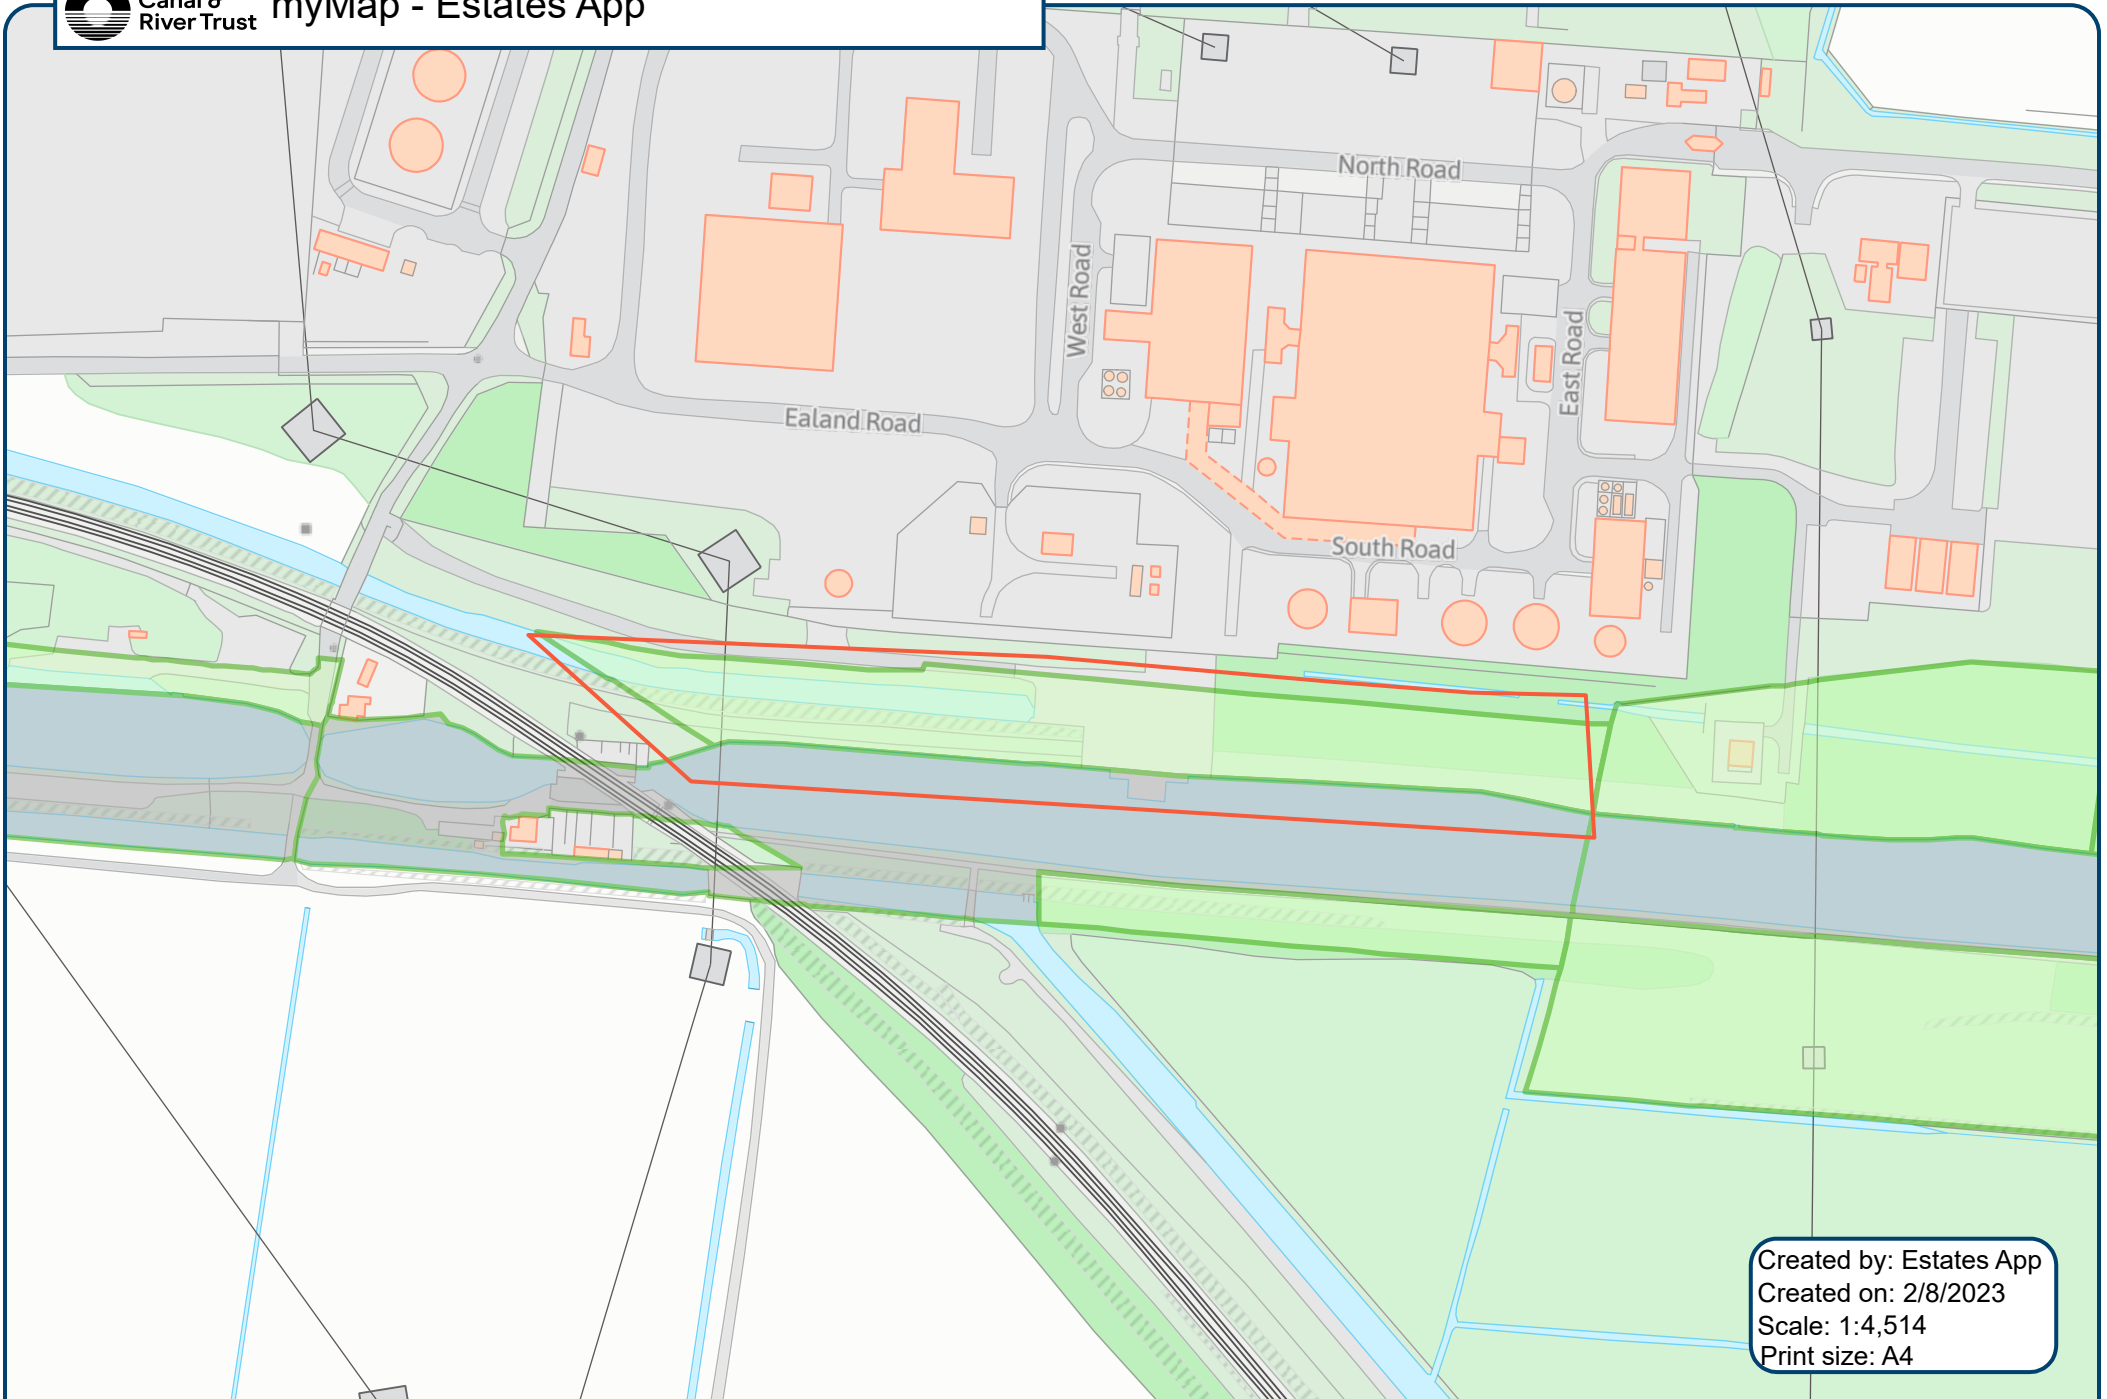 Canal &
River Trust
myMap - Estates App
North Road
West Road
East Road
Ealand Road
South Road
Created by: Estates App
Created on: 2/8/2023
Scale: 1:4,514
Print size: A4